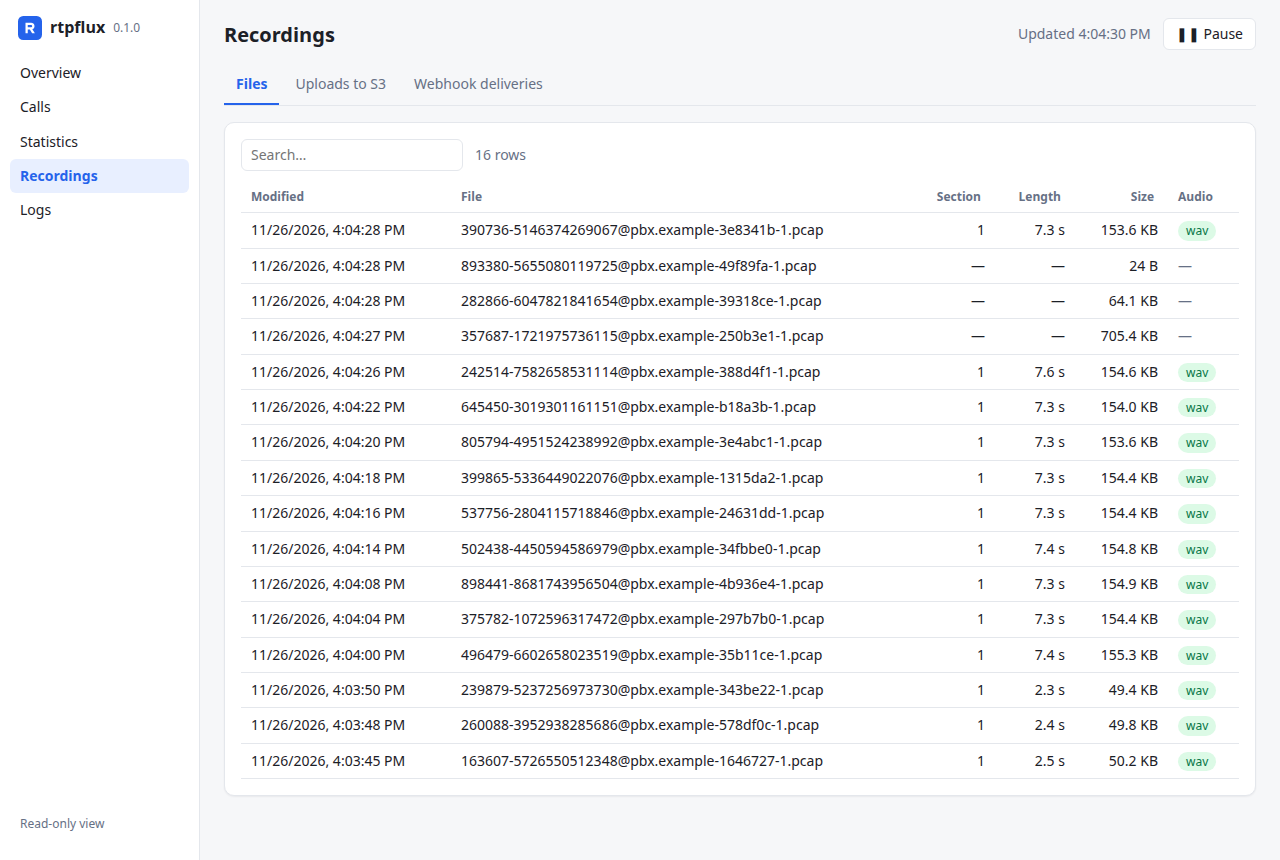 R rtpflux 0.1.0
Overview
Calls
Statistics
Recordings
Logs
Read-only view
Recordings
Updated 4:04:30 PM
Pause
Files Uploads to S3 Webhook deliveries
Search... 16 rows
Modified File Section Length Size Audio
11/26/2026, 4:04:28 PM 390736-5146374269067@pbx.example-3e8341b-1.pcap 1 7.3 s 153.6 KB wav
11/26/2026, 4:04:28 PM 893380-5655080119725@pbx.example-49f89fa-1.pcap — — 24 B —
11/26/2026, 4:04:28 PM 282866-6047821841654@pbx.example-39318ce-1.pcap — — 64.1 KB —
11/26/2026, 4:04:27 PM 357687-1721975736115@pbx.example-250b3e1-1.pcap — — 705.4 KB —
11/26/2026, 4:04:26 PM 242514-7582658531114@pbx.example-388d4f1-1.pcap 1 7.6 s 154.6 KB wav
11/26/2026, 4:04:22 PM 645450-3019301161151@pbx.example-b18a3b-1.pcap 1 7.3 s 154.0 KB wav
11/26/2026, 4:04:20 PM 805794-4951524238992@pbx.example-3e4abc1-1.pcap 1 7.3 s 153.6 KB wav
11/26/2026, 4:04:18 PM 399865-5336449022076@pbx.example-1315da2-1.pcap 1 7.3 s 154.4 KB wav
11/26/2026, 4:04:16 PM 537756-2804115718846@pbx.example-24631dd-1.pcap 1 7.3 s 154.4 KB wav
11/26/2026, 4:04:14 PM 502438-4450594586979@pbx.example-34fbbe0-1.pcap 1 7.4 s 154.8 KB wav
11/26/2026, 4:04:08 PM 898441-8681743956504@pbx.example-4b936e4-1.pcap 1 7.3 s 154.9 KB wav
11/26/2026, 4:04:04 PM 375782-1072596317472@pbx.example-297b7b0-1.pcap 1 7.3 s 154.4 KB wav
11/26/2026, 4:04:00 PM 496479-6602658023519@pbx.example-35b11ce-1.pcap 1 7.4 s 155.3 KB wav
11/26/2026, 4:03:50 PM 239879-5237256973730@pbx.example-343be22-1.pcap 1 2.3 s 49.4 KB wav
11/26/2026, 4:03:48 PM 260088-3952938285686@pbx.example-578df0c-1.pcap 1 2.4 s 49.8 KB wav
11/26/2026, 4:03:45 PM 163607-5726550512348@pbx.example-1646727-1.pcap 1 2.5 s 50.2 KB wav